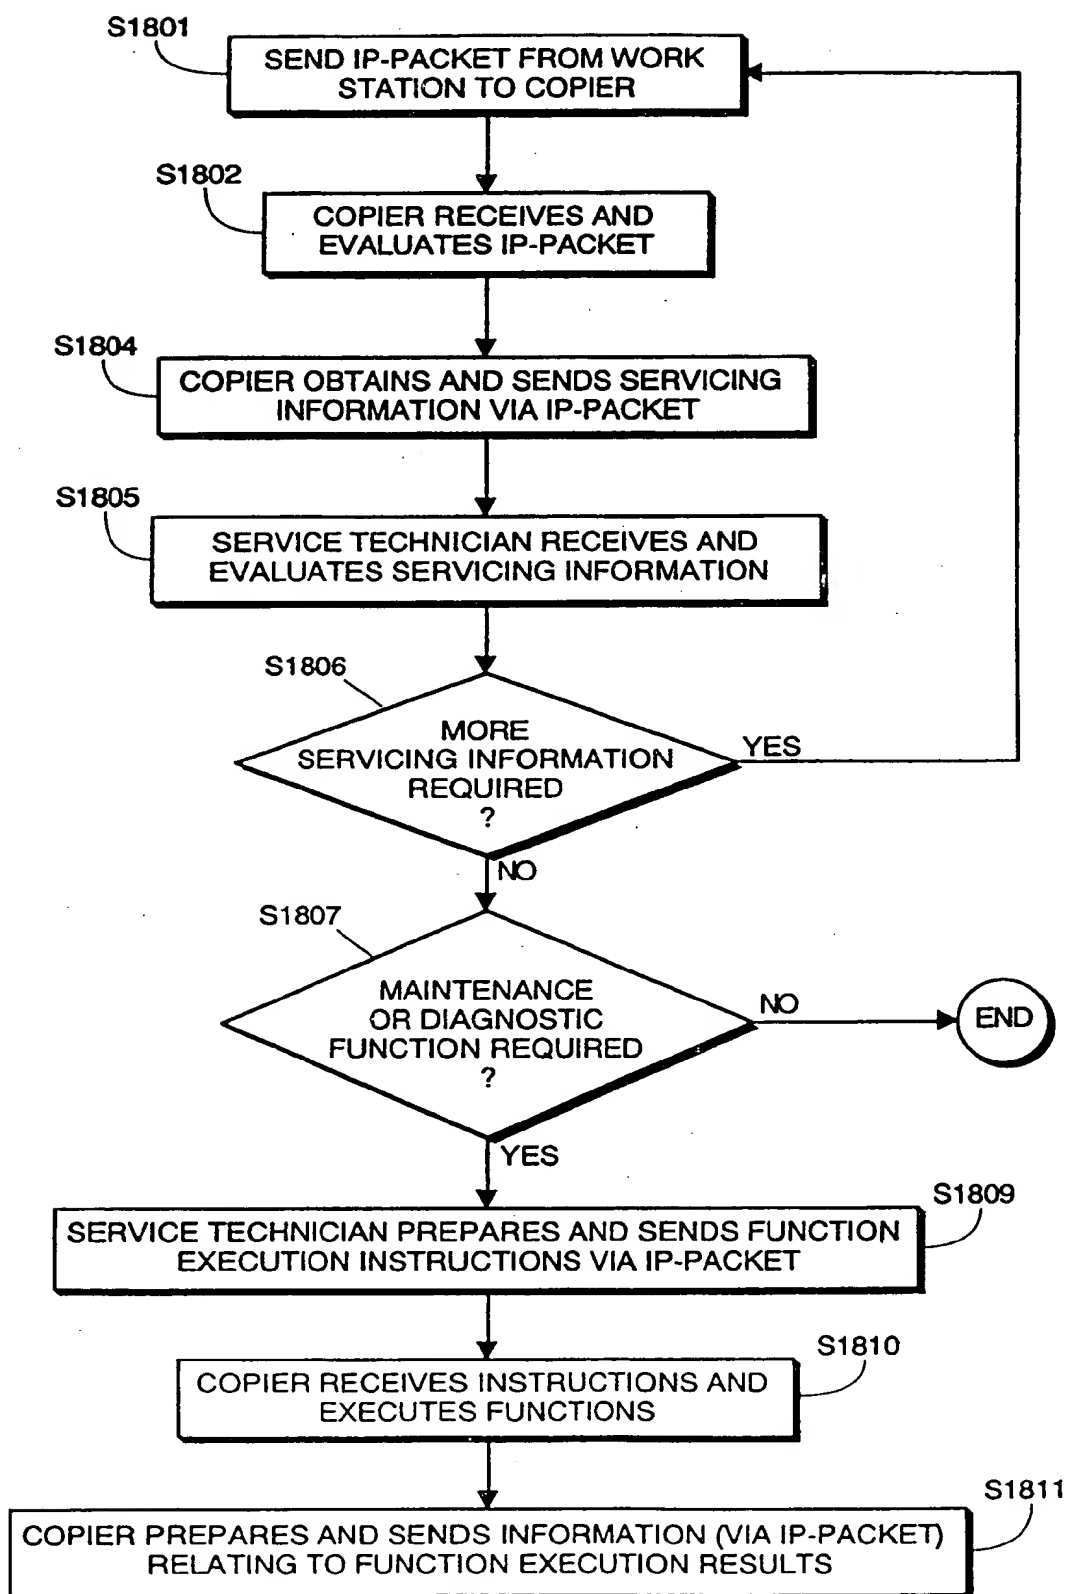 S1801
SEND IP-PACKET FROM WORK
STATION TO COPIER
S1802
COPIER RECEIVES AND
EVALUATES IP-PACKET
S1804
COPIER OBTAINS AND SENDS SERVICING
INFORMATION VIA IP-PACKET
S1805
SERVICE TECHNICIAN RECEIVES AND
EVALUATES SERVICING INFORMATION
S1806
MORE
SERVICING INFORMATION
REQUIRED
?
YES
NO
S1807
MAINTENANCE
OR DIAGNOSTIC
FUNCTION REQUIRED
?
NO
END
YES
S1809
SERVICE TECHNICIAN PREPARES AND SENDS FUNCTION
EXECUTION INSTRUCTIONS VIA IP-PACKET
S1810
COPIER RECEIVES INSTRUCTIONS AND
EXECUTES FUNCTIONS
S1811
COPIER PREPARES AND SENDS INFORMATION (VIA IP-PACKET)
RELATING TO FUNCTION EXECUTION RESULTS